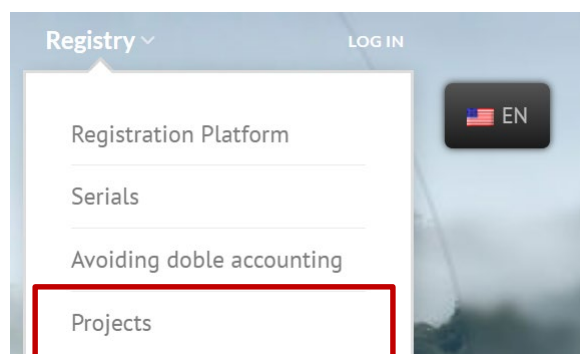 Registry LOG IN
EN
Registration Platform
Serials
Avoiding doble accounting
Projects